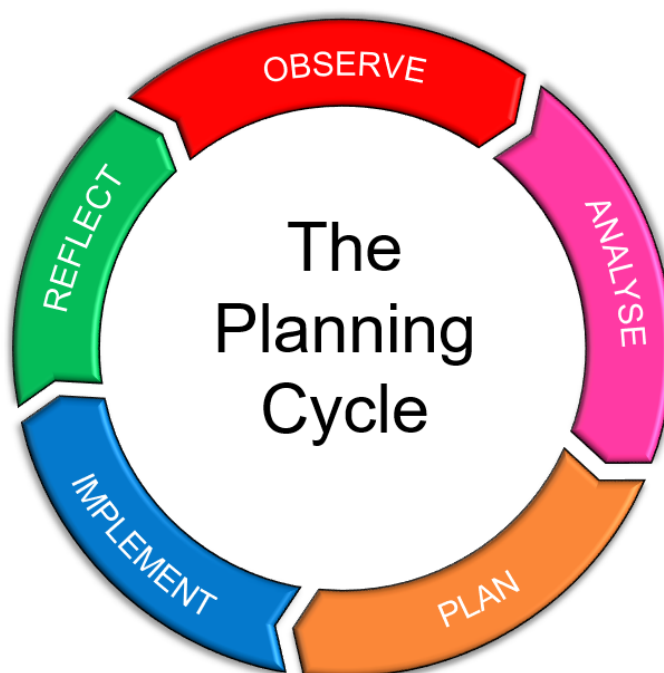 OBSERVE
ANALYSE
PLAN
IMPLEMENT
REFLECT
The
Planning
Cycle